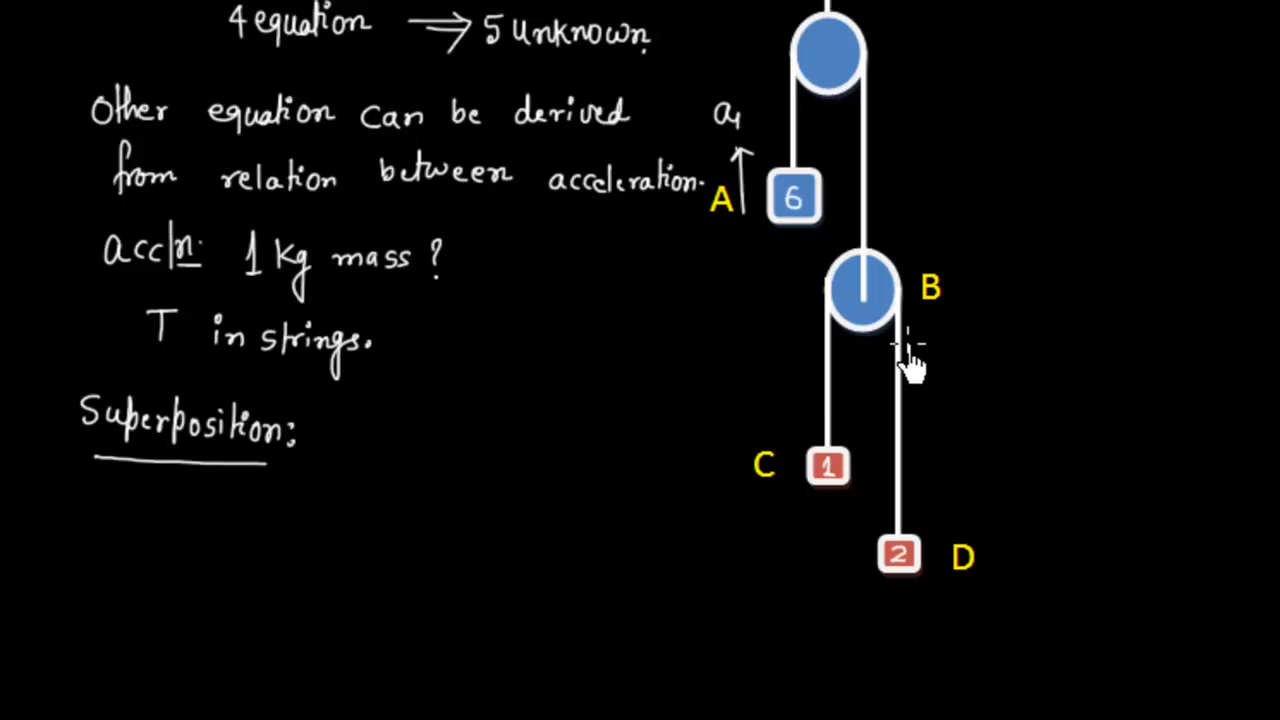 4 equation → 5 Unknown.
Other equation can be derived
from relation between acceleration.
accln. 1 kg mass ?
T in strings.
Superposition:
a1
A 6
B
C 1
2 D